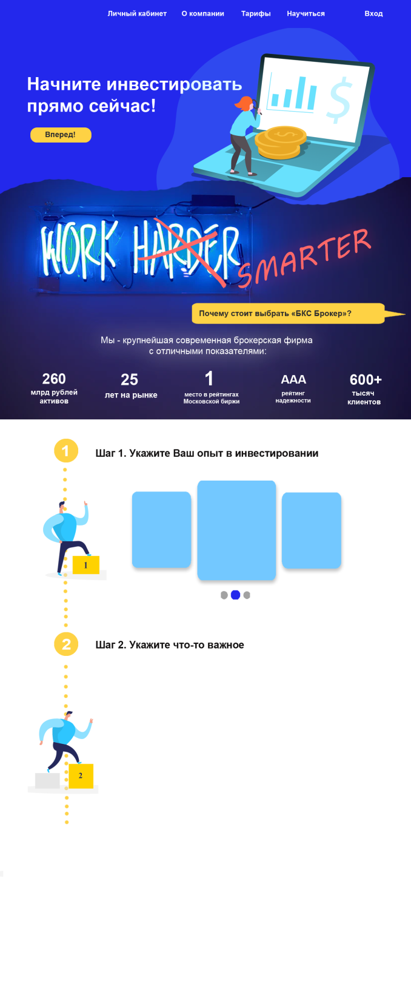 Личный кабинет О компании Тарифы Научиться Вход
Начните инвестировать
прямо сейчас!
$
Вперед!
$
WORK HARDER
SMARTER
Почему стоит выбрать «БКС Брокер»?
Мы - крупнейшая современная брокерская фирма
с отличными показателями:
260
млрд рублей
активов
25
лет на рынке
1
место в рейтингах
Московской биржи
ААА
рейтинг
надежности
600+
тысяч
клиентов
1
Шаг 1. Укажите Ваш опыт в инвестировании
1
2
Шаг 2. Укажите что-то важное
2